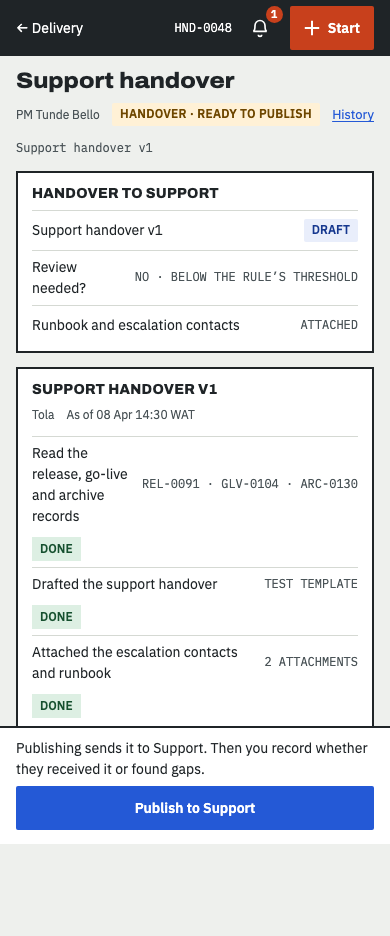 ← Delivery
HND-0048
1
+ Start
Support handover
PM Tunde Bello
HANDOVER · READY TO PUBLISH
History
Support handover v1
HANDOVER TO SUPPORT
Support handover v1
DRAFT
Review
needed?
NO · BELOW THE RULE’S THRESHOLD
Runbook and escalation contacts
ATTACHED
SUPPORT HANDOVER V1
Tola As of 08 Apr 14:30 WAT
Read the
release, go-live
and archive
records
REL-0091 · GLV-0104 · ARC-0130
DONE
Drafted the support handover
TEST TEMPLATE
DONE
Attached the escalation contacts
and runbook
2 ATTACHMENTS
DONE
Publishing sends it to Support. Then you record whether
they received it or found gaps.
Publish to Support